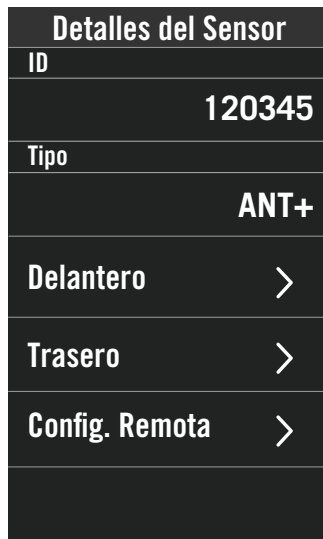 Detalles del Sensor
ID
120345
Tipo
ANT+
Delantero
Trasero
Config. Remota